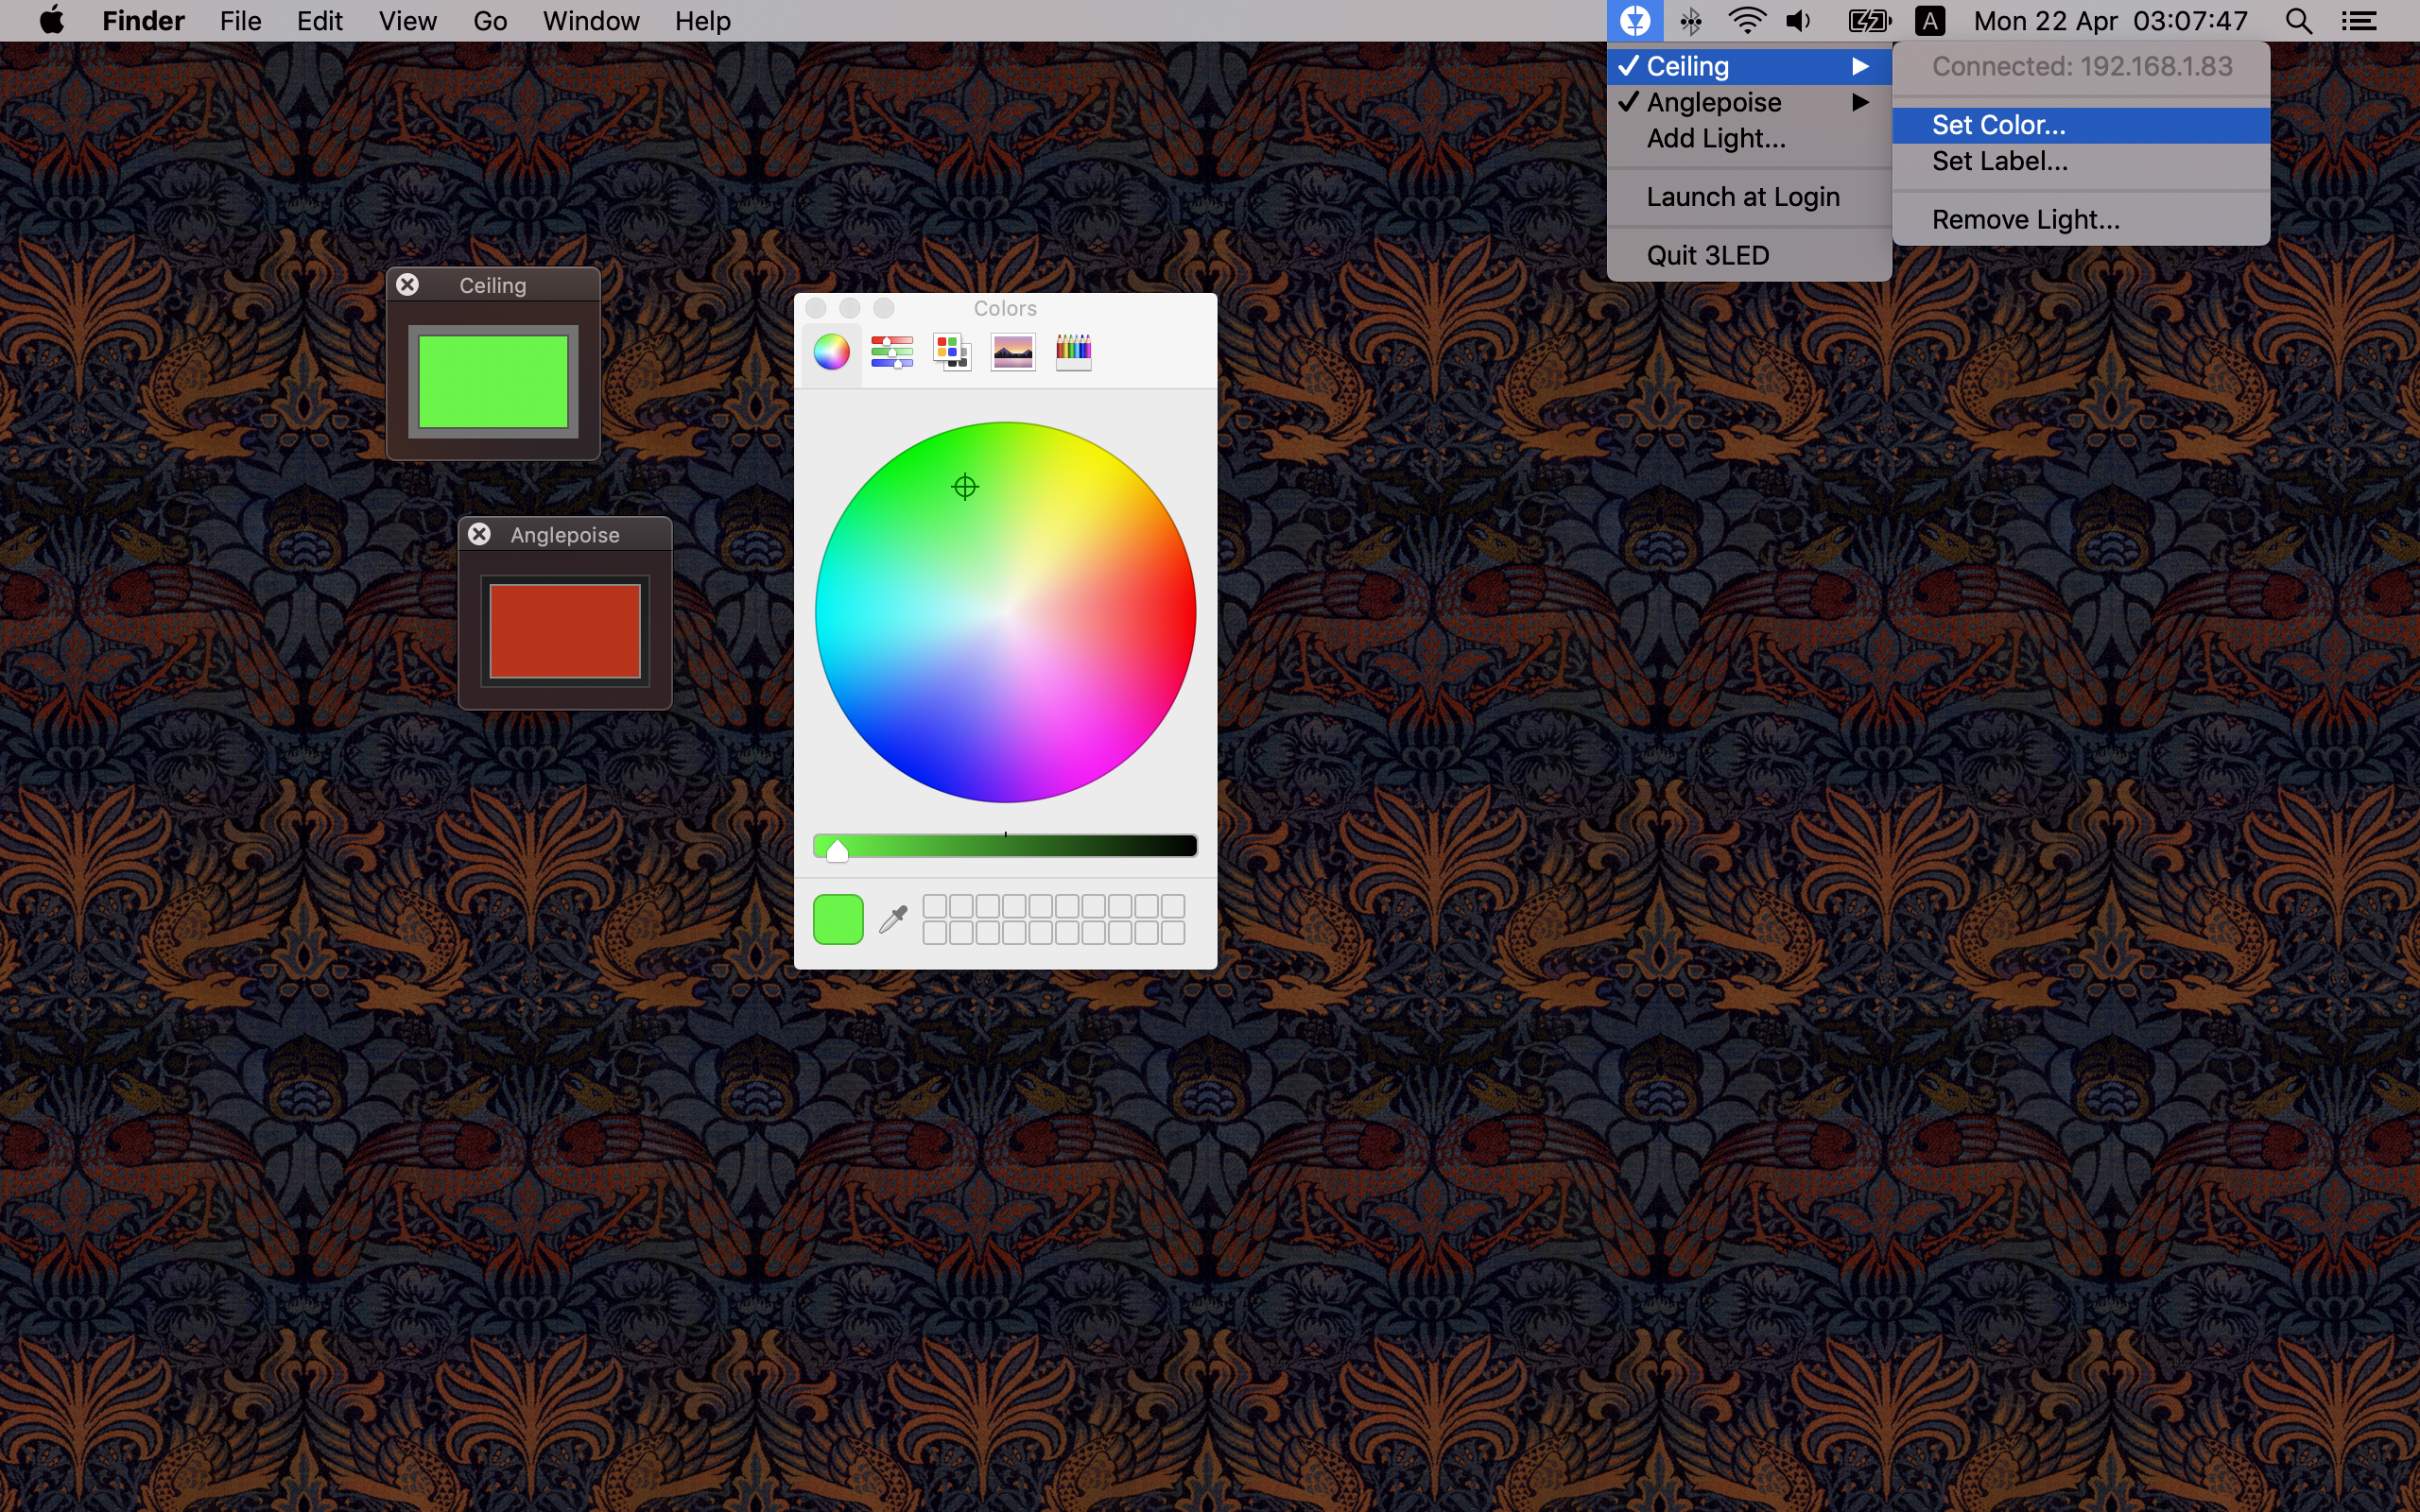 Finder File Edit View Go Window Help A Mon 22 Apr 03:07:47
Ceiling
Anglepoise
Add Light...
Launch at Login
Quit 3LED
Connected: 192.168.1.83
Set Color...
Set Label...
Remove Light...
Ceiling
Colors
Anglepoise